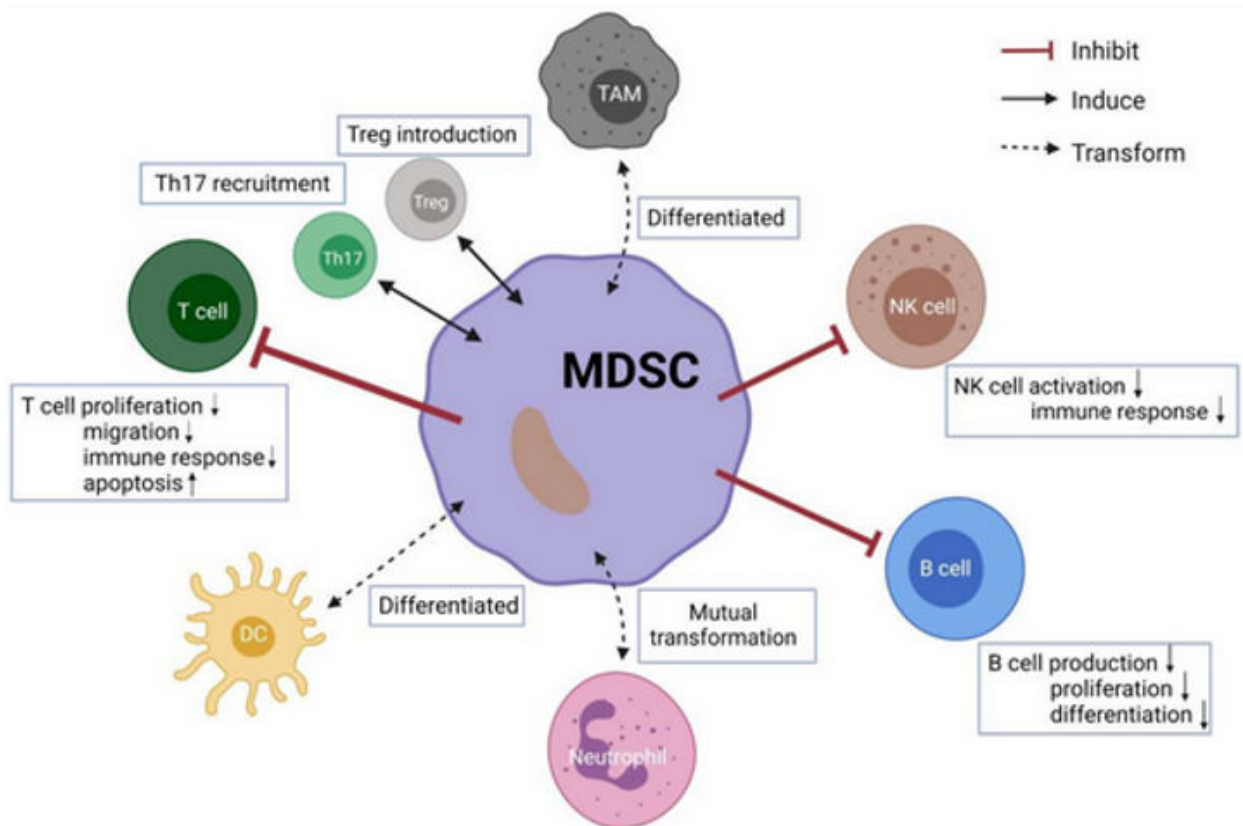 TAM
Inhibit
Induce
Transform
Treg introduction
Th17 recruitment
Treg
Th17
Differentiated
T cell
NK cell
MDSC
T cell proliferation ↓
migration ↓
immune response ↓
apoptosis ↑
NK cell activation ↓
immune response ↓
B cell
DC
Differentiated
Mutual
transformation
B cell production ↓
proliferation ↓
differentiation ↓
Neutrophil